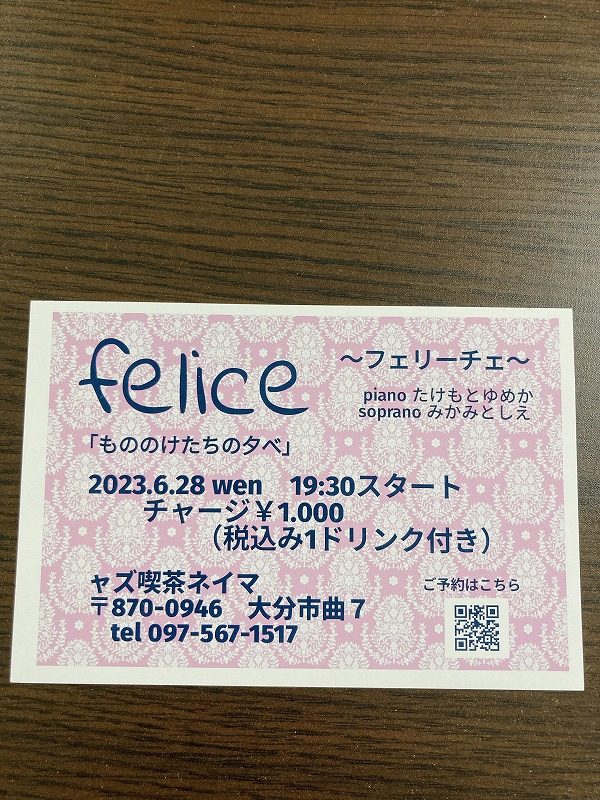 felice
～フェリーチェ～
piano たけもとゆめか
soprano みかみとしえ
「もののけたちの夕べ」
2023.6.28 wen 19:30スタート
チャージ￥1.000
（税込み1ドリンク付き）
ャズ喫茶ネイマ
〒870-0946 大分市曲７
tel 097-567-1517
ご予約はこちら